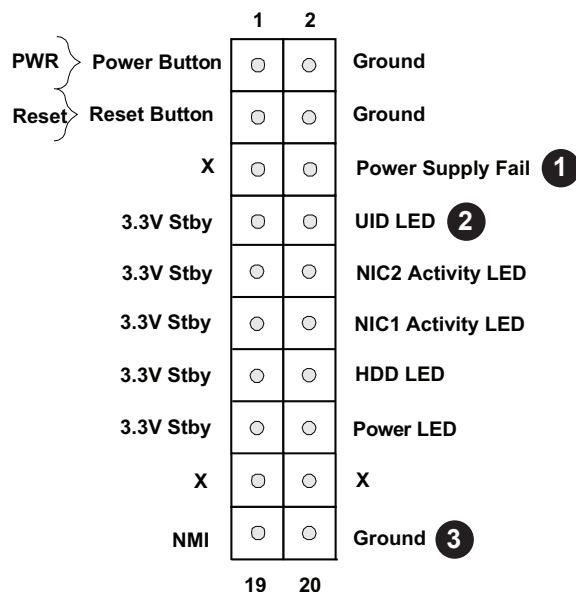 1 2
PWR Power Button Ground
Reset Reset Button Ground
X Power Supply Fail 1
3.3V Stby UID LED 2
3.3V Stby NIC2 Activity LED
3.3V Stby NIC1 Activity LED
3.3V Stby HDD LED
3.3V Stby Power LED
X X
NMI Ground 3
19 20